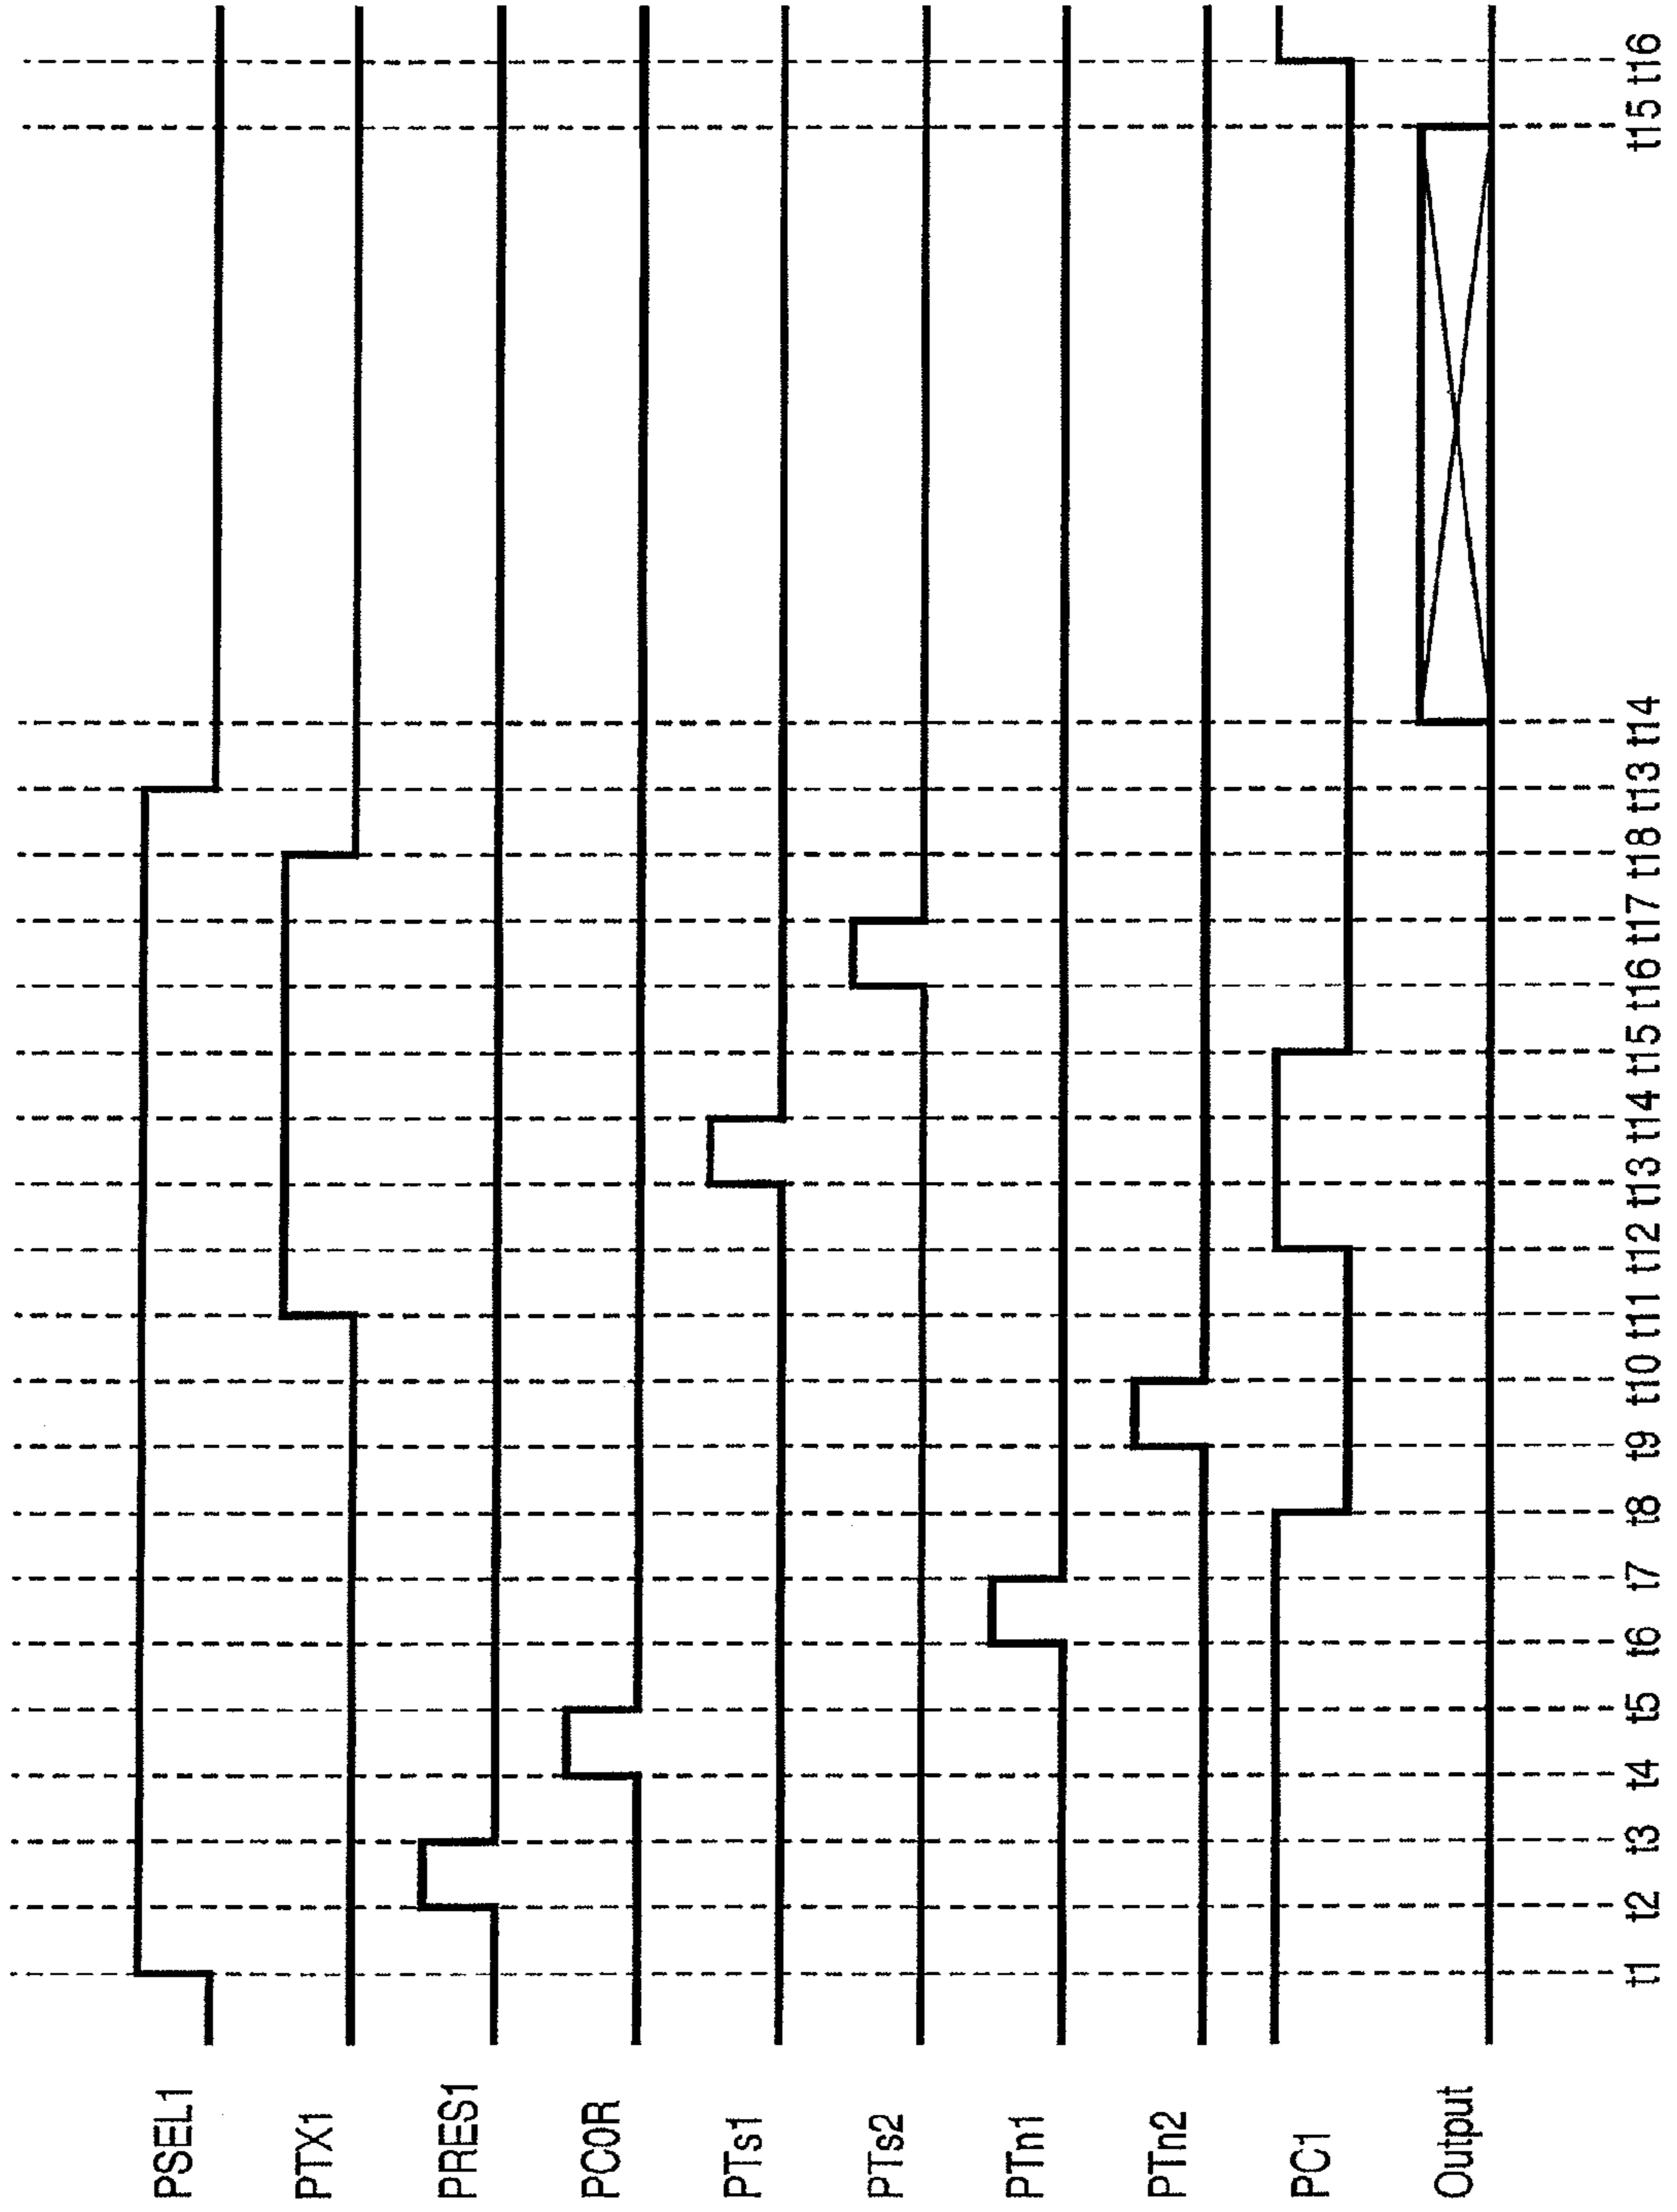 PSEL1
PTX1
PRES1
PC0R
PTs1
PTs2
PTn1
PTn2
PC1
Output
t1 t2 t3 t4 t5 t6 t7 t8 t9 t10 t11 t12 t13 t14 t15 t16 t17 t18 t13 t14 t15 t16